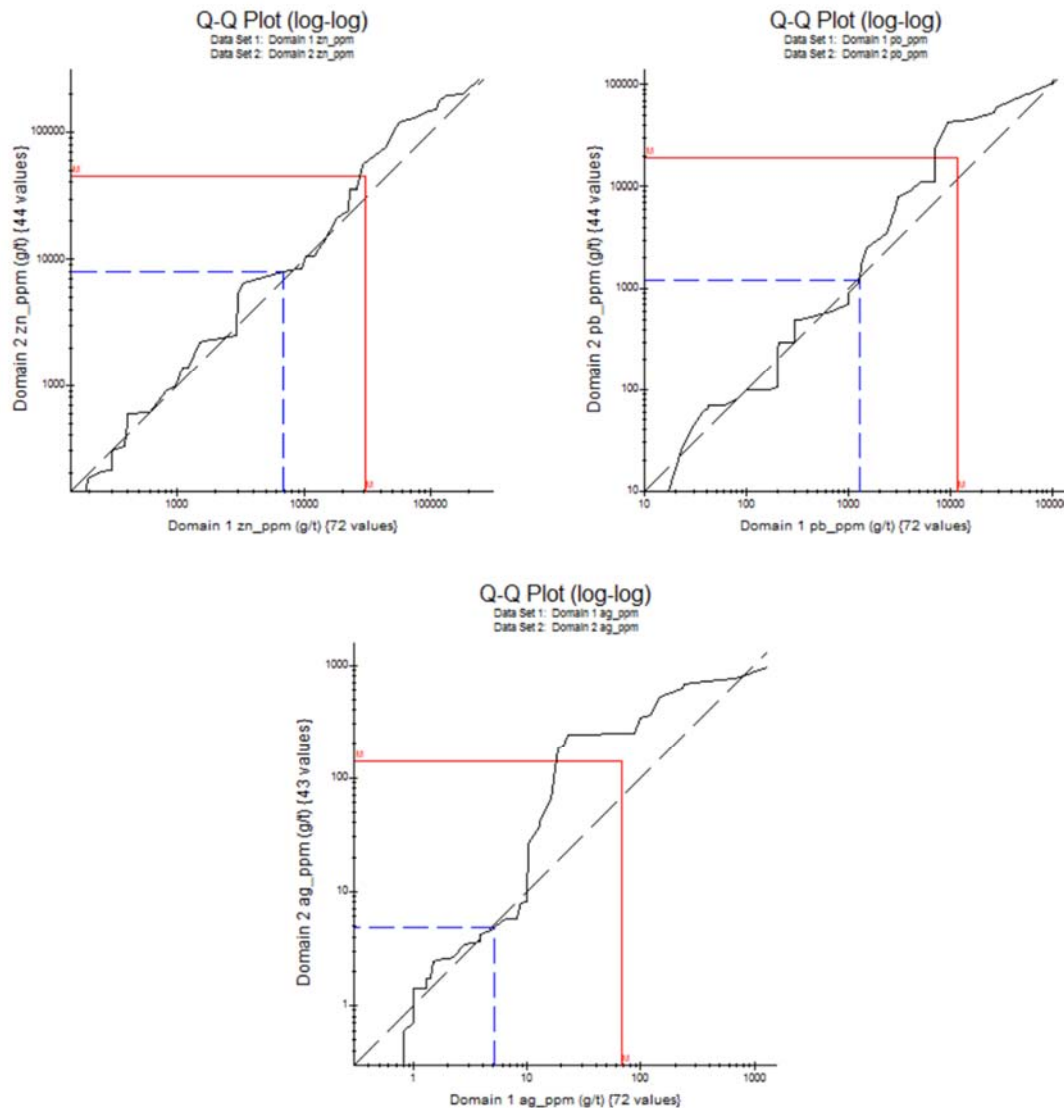 Q-Q Plot (log-log)
Data Set 1: Domain 1 zn_ppm
Data Set 2: Domain 2 zn_ppm
Domain 2 zn_ppm (g/t) {44 values}
100000
10000
1000
M
M
1000
10000
100000
Domain 1 zn_ppm (g/t) {72 values}
Q-Q Plot (log-log)
Data Set 1: Domain 1 pb_ppm
Data Set 2: Domain 2 pb_ppm
Domain 2 pb_ppm (g/t) {44 values}
100000
10000
1000
100
10
M
M
10
100
1000
10000
100000
Domain 1 pb_ppm (g/t) {72 values}
Q-Q Plot (log-log)
Data Set 1: Domain 1 ag_ppm
Data Set 2: Domain 2 ag_ppm
Domain 2 ag_ppm (g/t) {43 values}
1000
100
10
1
M
M
1
10
100
1000
Domain 1 ag_ppm (g/t) {72 values}